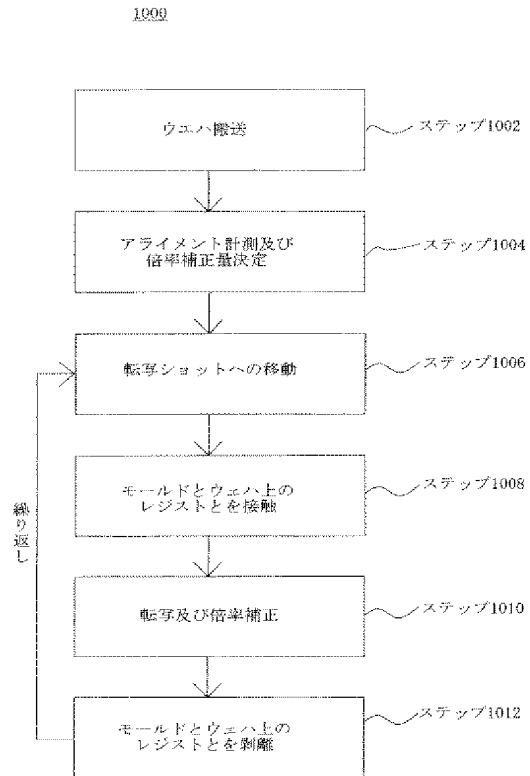 1000
ウエハ搬送
ステップ1002
アライメント計測及び
倍率補正量決定
ステップ1004
転写ショットへの移動
ステップ1006
モールドとウェハ上の
レジストとを接触
ステップ1008
繰り返し
転写及び倍率補正
ステップ1010
モールドとウェハ上の
レジストとを剥離
ステップ1012